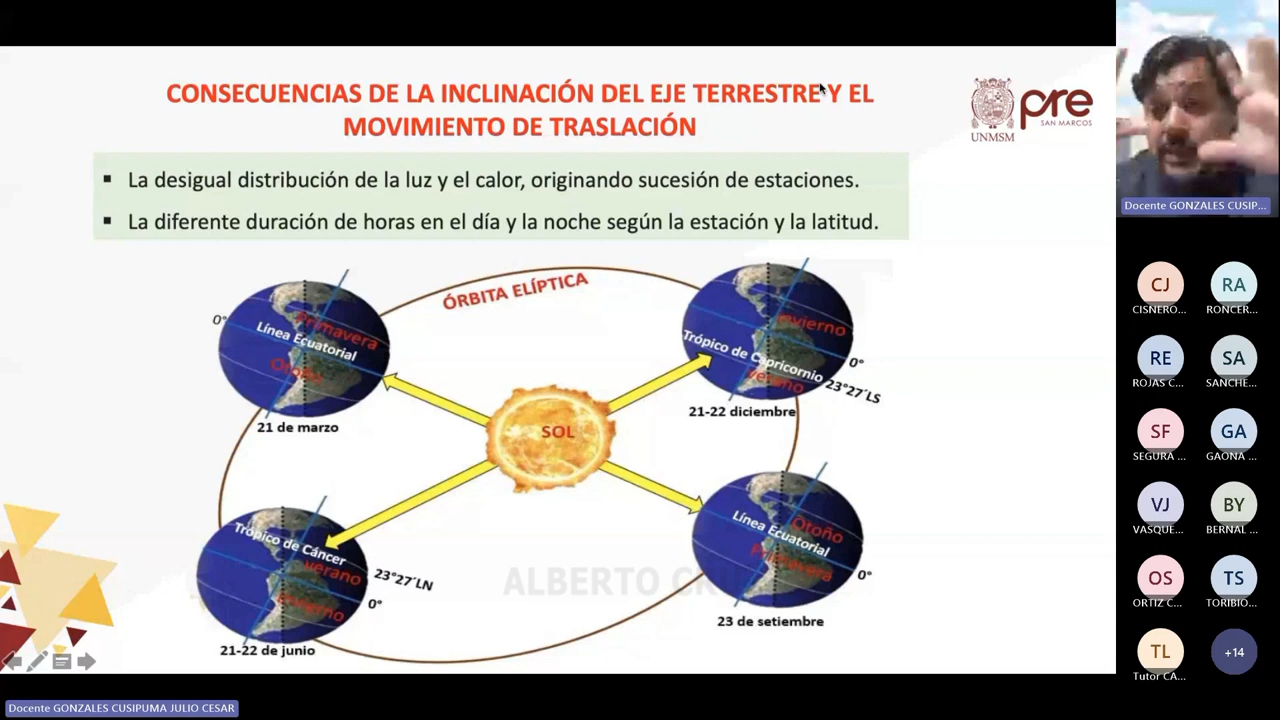 CONSECUENCIAS DE LA INCLINACIÓN DEL EJE TERRESTRE Y EL
MOVIMIENTO DE TRASLACIÓN
UNMSM
pre
SAN MARCOS
▪ La desigual distribución de la luz y el calor, originando sucesión de estaciones.
▪ La diferente duración de horas en el día y la noche según la estación y la latitud.
ÓRBITA ELÍPTICA
0°
Primavera
Línea Ecuatorial
Otoño
21 de marzo
Invierno
Trópico de Capricornio
0°
23°27´LS
verano
21-22 diciembre
SOL
Trópico de Cáncer
verano
23°27´LN
0°
Invierno
21-22 de junio
Otoño
Línea Ecuatorial
Primavera
0°
23 de setiembre
ALBERTO
Docente GONZALES CUSIP...
CJ
CISNERO...
RA
RONCER...
RE
ROJAS C...
SA
SANCHE...
SF
SEGURA ...
GA
GAONA ...
VJ
VASQUE...
BY
BERNAL ...
OS
ORTIZ C...
TS
TORIBIO...
TL
Tutor CA...
+14
Docente GONZALES CUSIPUMA JULIO CESAR